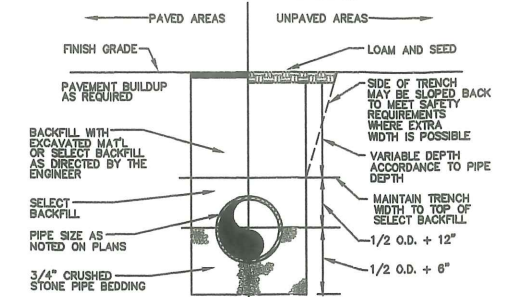 PAVED AREAS
UNPAVED AREAS
FINISH GRADE
LOAM AND SEED
PAVEMENT BUILDUP
AS REQUIRED
SIDE OF TRENCH
MAY BE SLOPED BACK
TO MEET SAFETY
REQUIREMENTS
WHERE EXTRA
WIDTH IS POSSIBLE
BACKFILL WITH
EXCAVATED MAT'L
OR SELECT BACKFILL
AS DIRECTED BY THE
ENGINEER
VARIABLE DEPTH
ACCORDANCE TO PIPE
DEPTH
SELECT
BACKFILL
MAINTAIN TRENCH
WIDTH TO TOP OF
SELECT BACKFILL
PIPE SIZE AS
NOTED ON PLANS
1/2 O.D. + 12"
3/4" CRUSHED
STONE PIPE BEDDING
1/2 O.D. + 6"